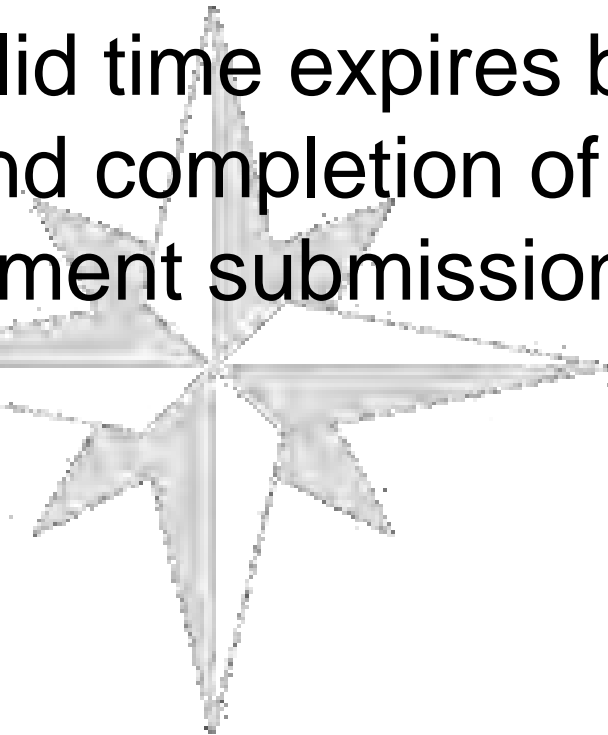 lid time expires b
nd completion of
ment submission